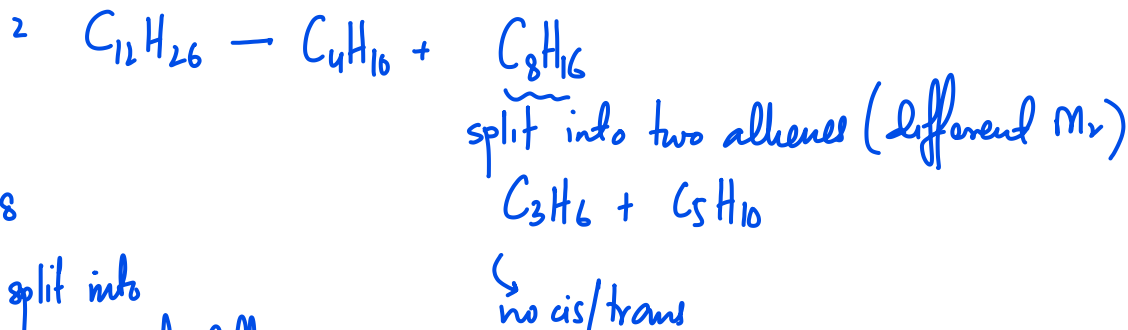 2 C₁₂H₂₆ — C₄H₁₀ + C₈H₁₆
split into two alkenes (different Mr)
8 C₃H₆ + C₅H₁₀
split into
no cis/trans